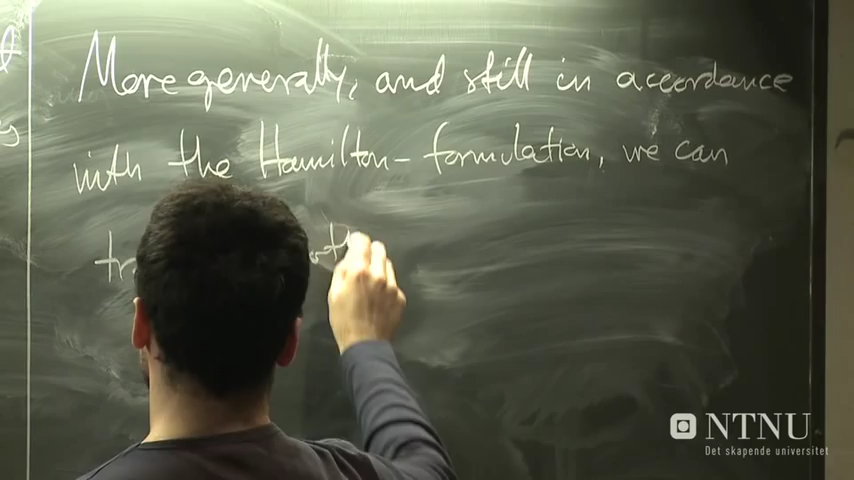 More generally, and still in accordance
with the Hamilton-formulation, we can
NTNU
Det skapende universitet